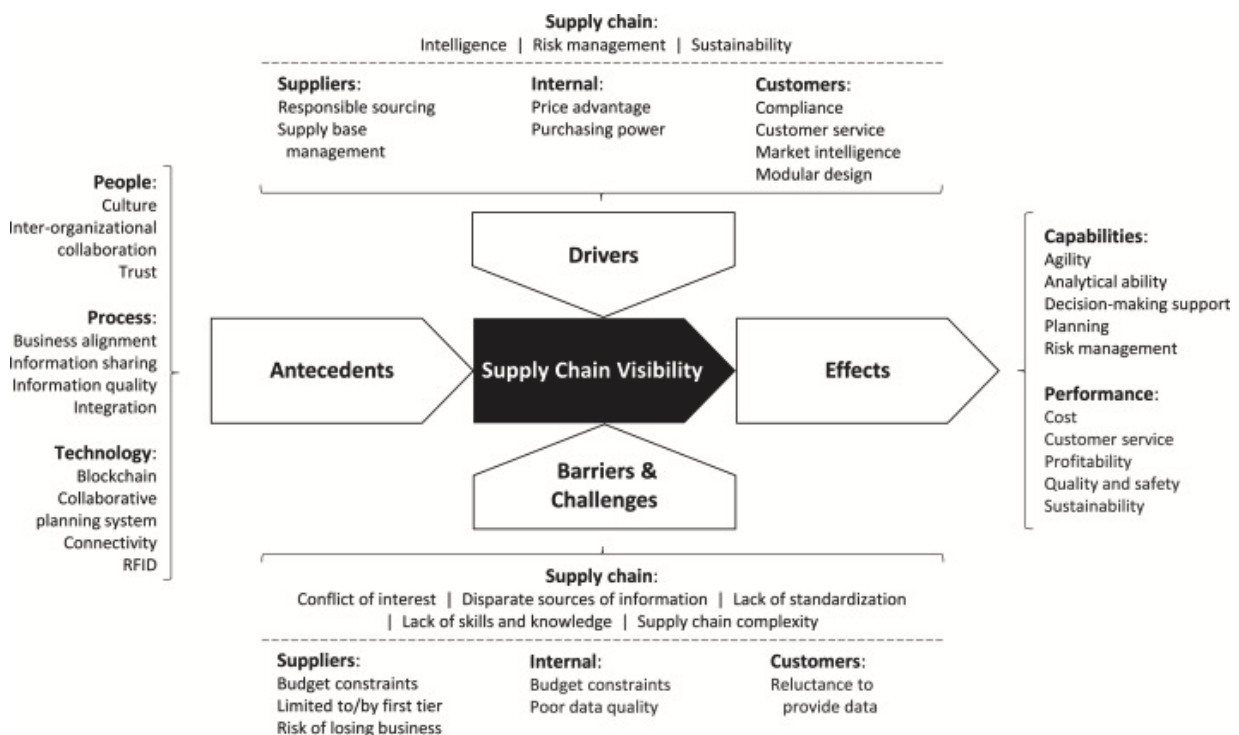 Supply chain:
Intelligence | Risk management | Sustainability
Suppliers:
Responsible sourcing
Supply base
management
Internal:
Price advantage
Purchasing power
Customers:
Compliance
Customer service
Market intelligence
Modular design
People:
Culture
Inter-organizational
collaboration
Trust
Process:
Business alignment
Information sharing
Information quality
Integration
Technology:
Blockchain
Collaborative
planning system
Connectivity
RFID
Drivers
Antecedents
Supply Chain Visibility
Effects
Barriers &
Challenges
Capabilities:
Agility
Analytical ability
Decision-making support
Planning
Risk management
Performance:
Cost
Customer service
Profitability
Quality and safety
Sustainability
Supply chain:
Conflict of interest | Disparate sources of information | Lack of standardization
| Lack of skills and knowledge | Supply chain complexity
Suppliers:
Budget constraints
Limited to/by first tier
Risk of losing business
Internal:
Budget constraints
Poor data quality
Customers:
Reluctance to
provide data